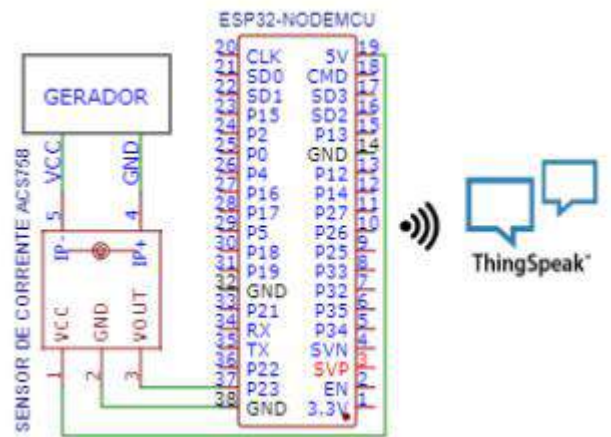 ESP32-NODEMCU
GERADOR
VCC
GND
5
4
SENSOR DE CORRENTE ACS758
IP-
IP+
VCC
GND
VOUT
1
2
3
20 CLK 5V 19
21 SD0 CMD 18
22 SD1 SD3 17
23 P15 SD2 16
24 P2 P13 15
25 P0 GND 14
26 P4 P12 13
27 P16 P14 12
28 P17 P27 11
29 P5 P26 10
30 P18 P25 9
31 P19 P33 8
32 GND P32 7
33 P21 P35 6
34 RX P34 5
35 TX SVN 4
36 P22 SVP 3
37 P23 EN 2
38 GND 3.3V 1
ThingSpeak™